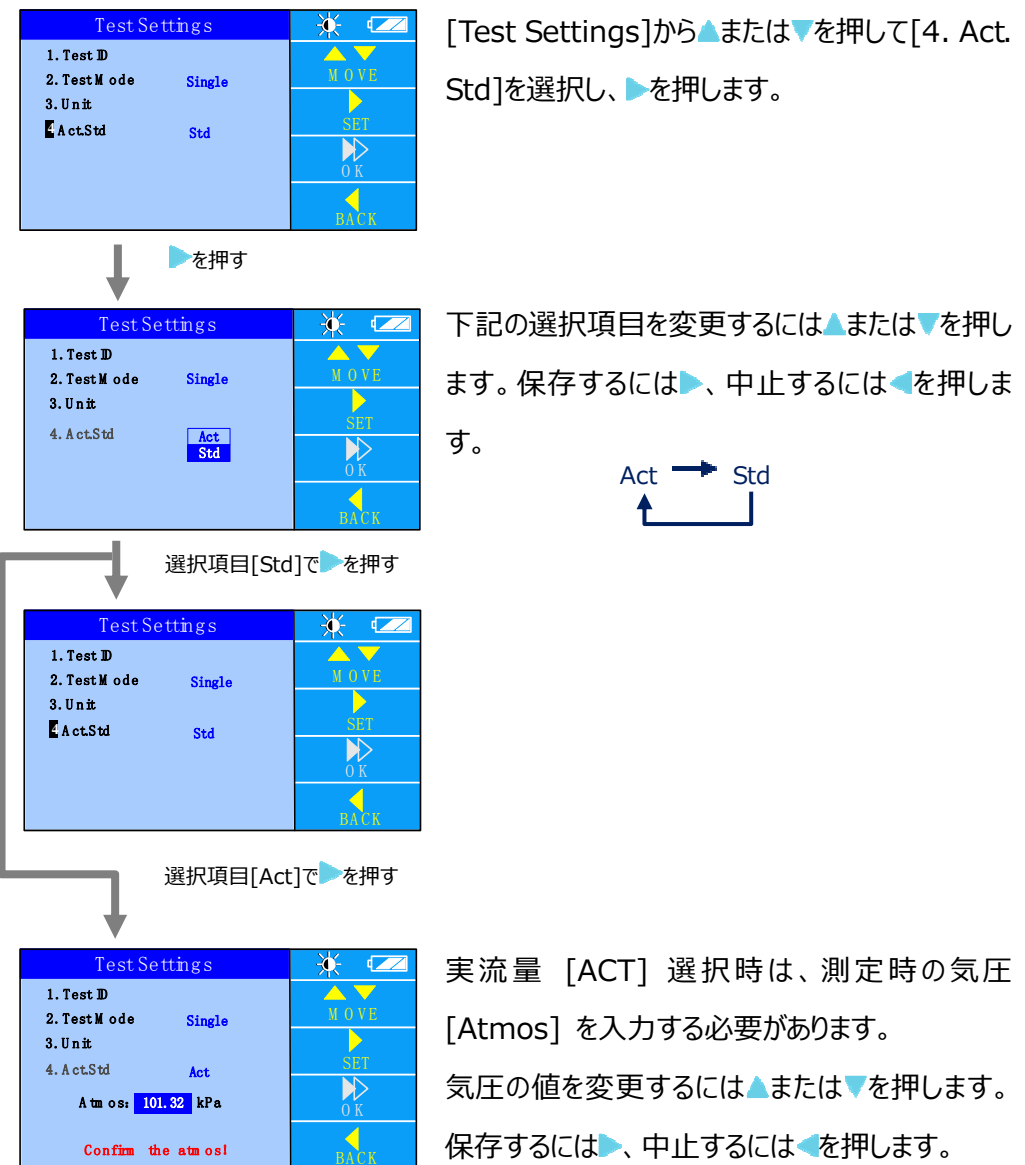 Test Settings
1. Test ID
2. Test Mode Single
3. Unit
4 Act.Std Std
MOVE
SET
OK
BACK
[Test Settings]から▲または▼を押して[4. Act.
Std]を選択し、▶を押します。
▶を押す
Test Settings
1. Test ID
2. Test Mode Single
3. Unit
4. Act.Std Act
Std
MOVE
SET
OK
BACK
下記の選択項目を変更するには▲または▼を押し
ます。保存するには▶、中止するには◀を押しま
す。
Act Std
選択項目[Std]で▶を押す
Test Settings
1. Test ID
2. Test Mode Single
3. Unit
4 Act.Std Std
MOVE
SET
OK
BACK
選択項目[Act]で▶を押す
Test Settings
1. Test ID
2. Test Mode Single
3. Unit
4. Act.Std Act
Atmos: 101.32 kPa
Confirm the atmos!
MOVE
SET
OK
BACK
実流量 [ACT] 選択時は、測定時の気圧
[Atmos] を入力する必要があります。
気圧の値を変更するには▲または▼を押します。
保存するには▶、中止するには◀を押します。